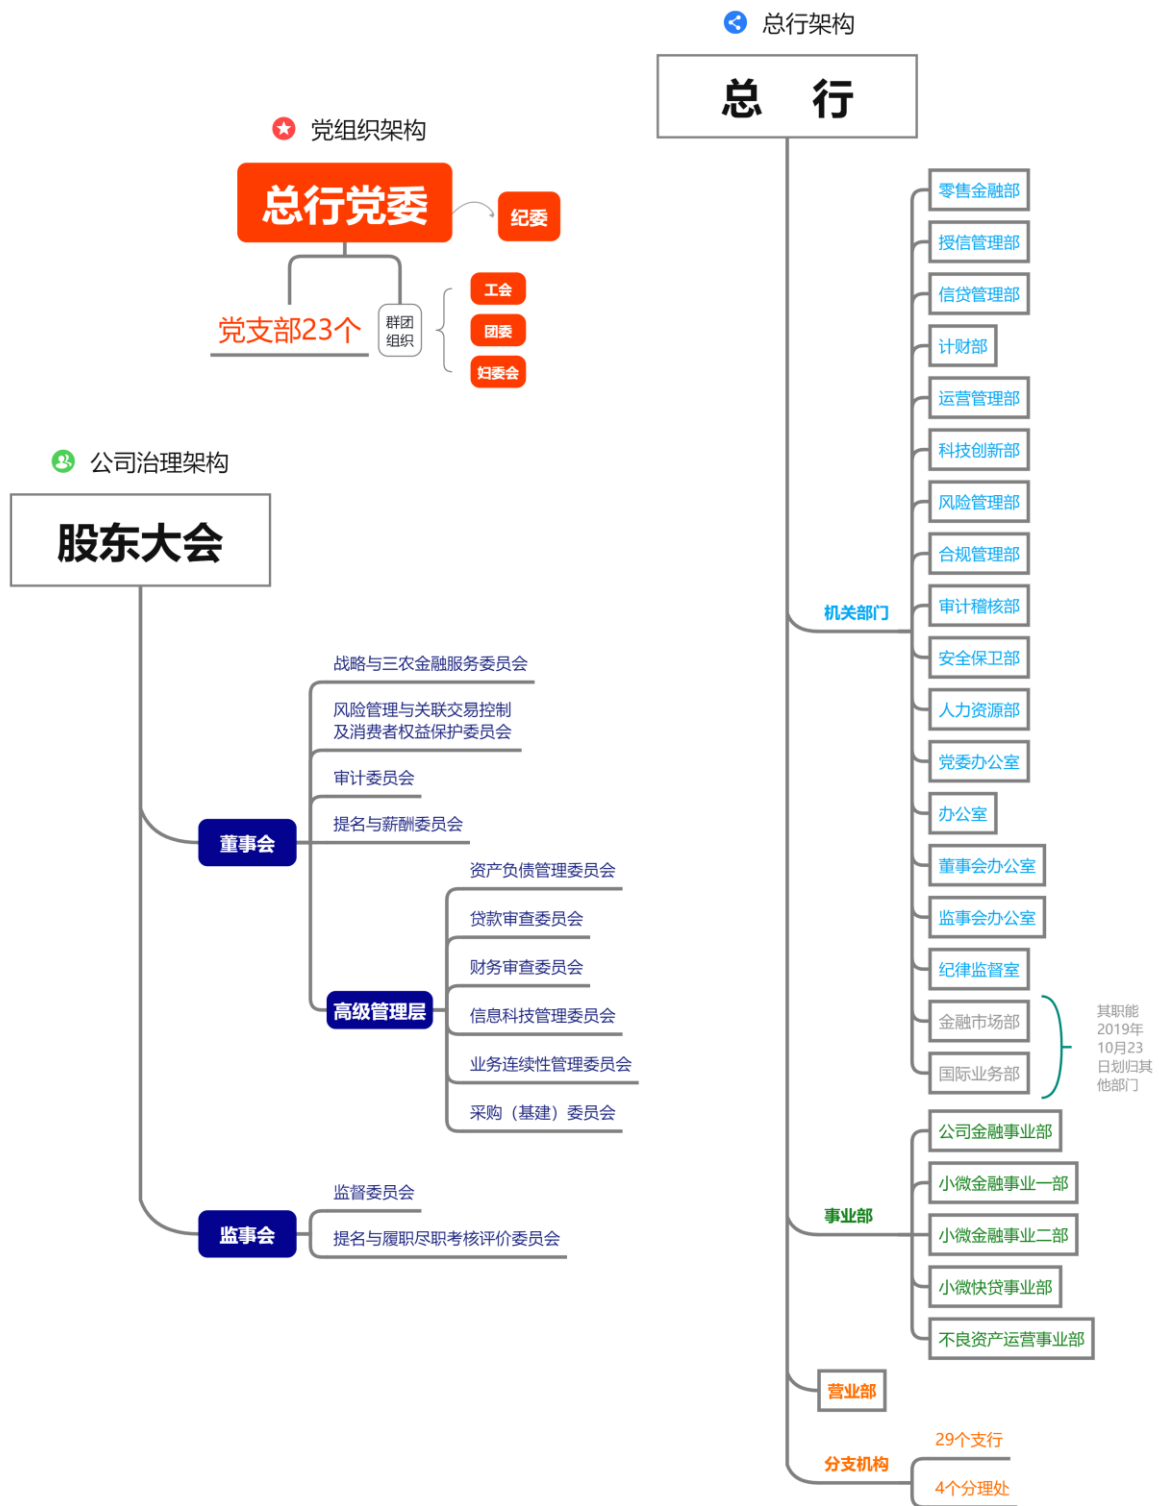 党组织架构
总行党委
纪委
党支部23个
群团
组织
工会
团委
妇委会
公司治理架构
股东大会
董事会
战略与三农金融服务委员会
风险管理与关联交易控制
及消费者权益保护委员会
审计委员会
提名与薪酬委员会
高级管理层
资产负债管理委员会
贷款审查委员会
财务审查委员会
信息科技管理委员会
业务连续性管理委员会
采购（基建）委员会
监事会
监督委员会
提名与履职尽职考核评价委员会
总行架构
总 行
机关部门
零售金融部
授信管理部
信贷管理部
计财部
运营管理部
科技创新部
风险管理部
合规管理部
审计稽核部
安全保卫部
人力资源部
党委办公室
办公室
董事会办公室
监事会办公室
纪律监督室
金融市场部
国际业务部
其职能
2019年
10月23
日划归其
他部门
事业部
公司金融事业部
小微金融事业一部
小微金融事业二部
小微快贷事业部
不良资产运营事业部
营业部
分支机构
29个支行
4个分理处